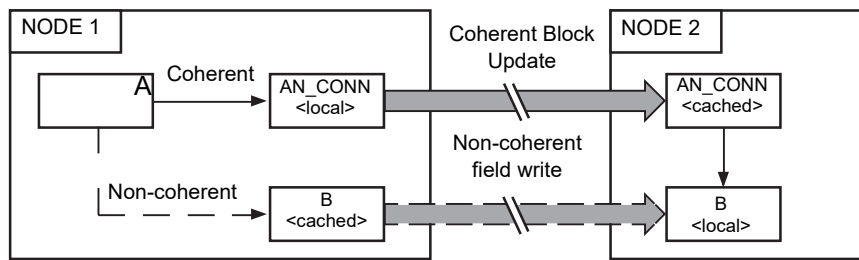 NODE 1
NODE 2
Coherent Block
Update
A
Coherent
AN_CONN
<local>
AN_CONN
<cached>
Non-coherent
field write
Non-coherent
B
<cached>
B
<local>